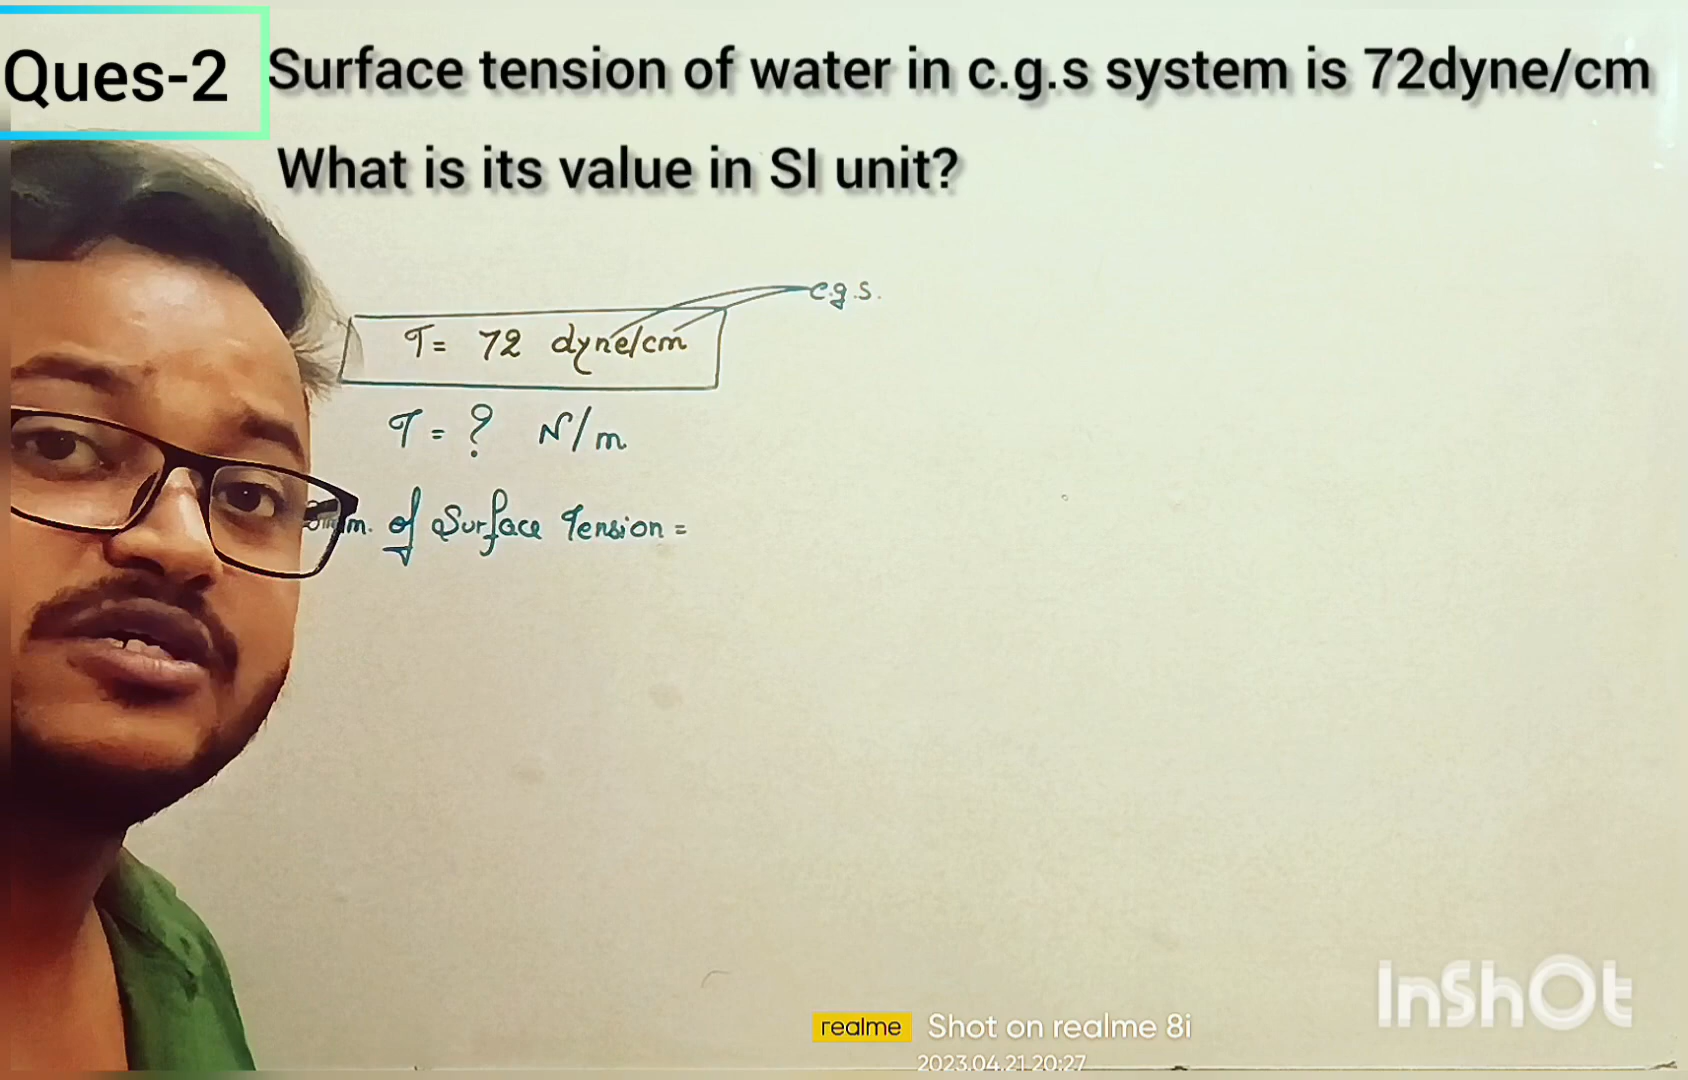 Ques-2
Surface tension of water in c.g.s system is 72dyne/cm
What is its value in SI unit?
c.g.s.
T = 72 dyne/cm
T = ? N/m
m. of Surface Tension =
InShOt
realme Shot on realme 8i
2023.04.21 20:27